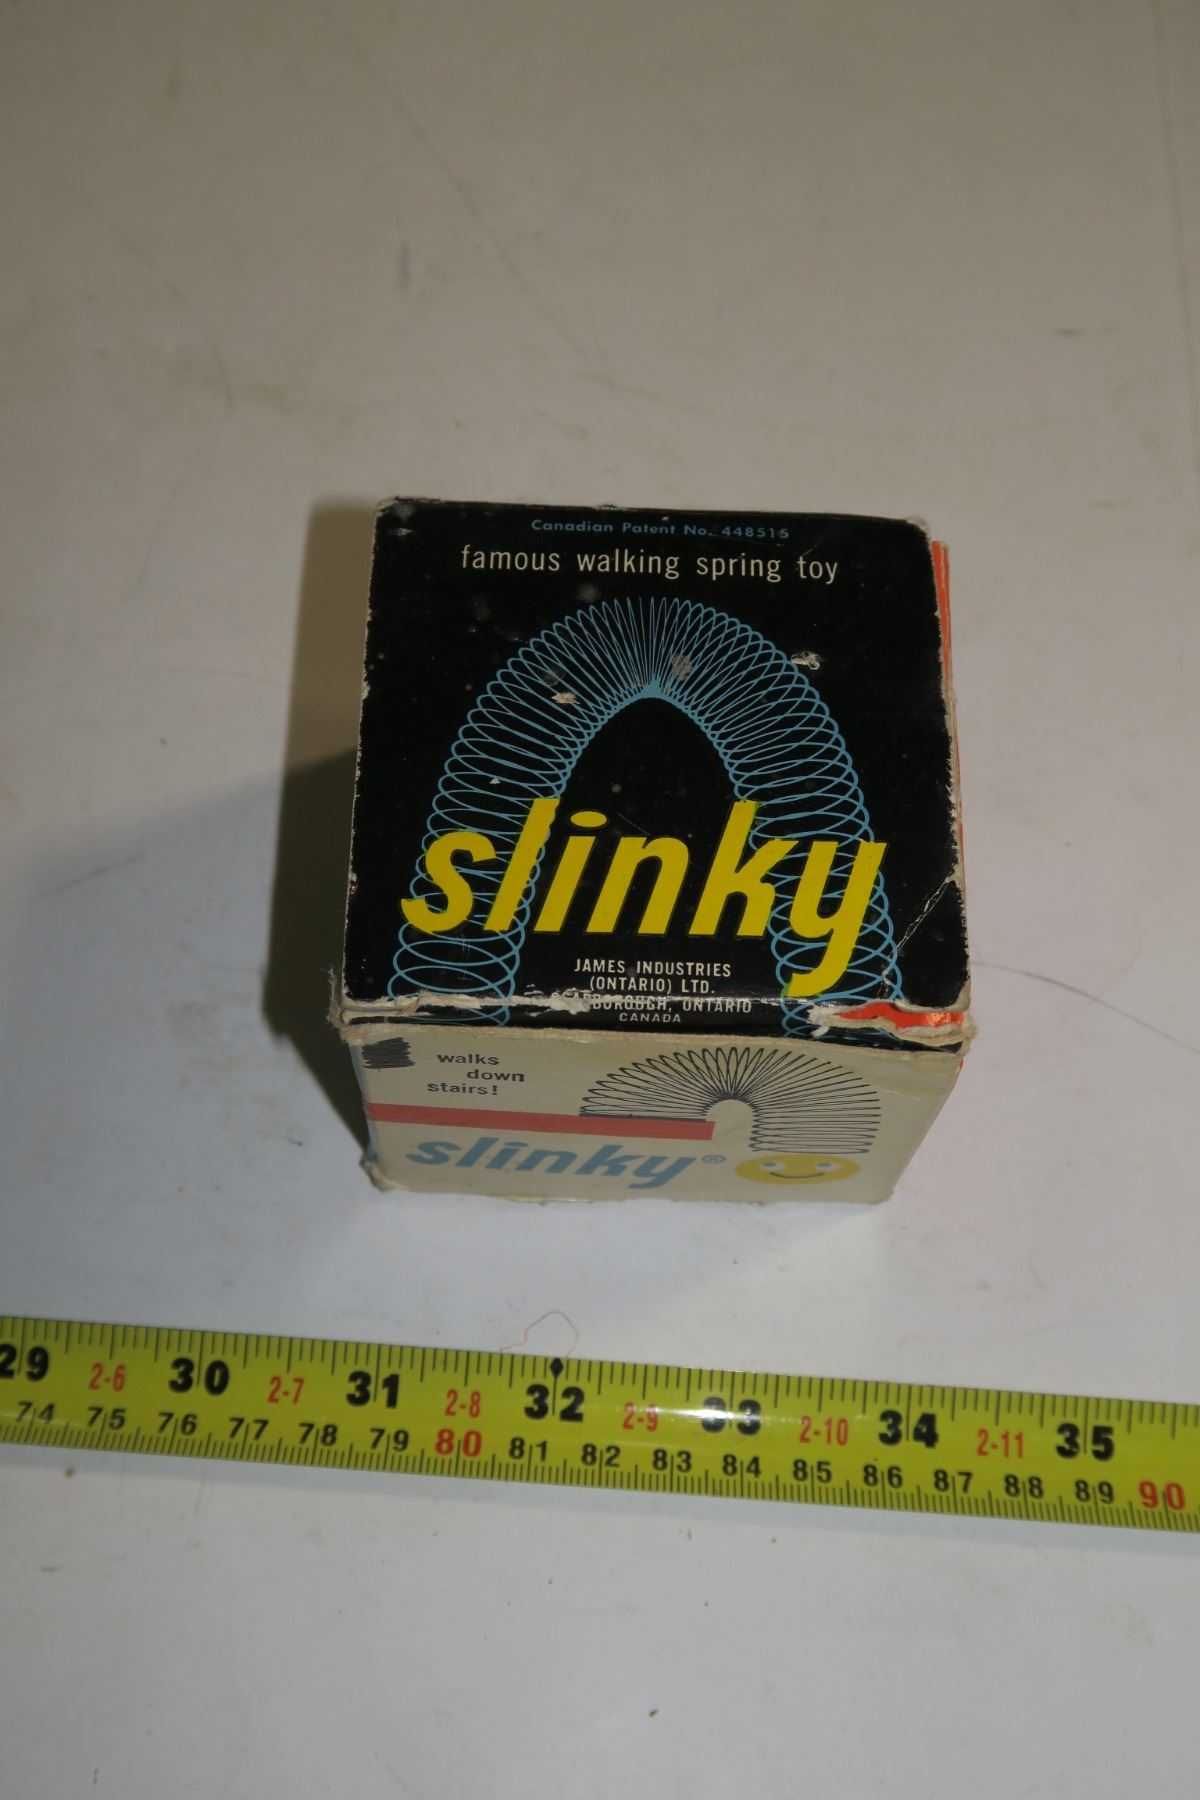 Canadian Patent No. 448515
famous walking spring toy
slinky
JAMES INDUSTRIES
(ONTARIO) LTD.
SCARBOROUGH, ONTARIO
CANADA
walks
down
stairs!
slinky®
29 2-6 30 2-7 31 2-8 32 2-9 33 2-10 34 2-11 35
74 75 76 77 78 79 80 81 82 83 84 85 86 87 88 89 90